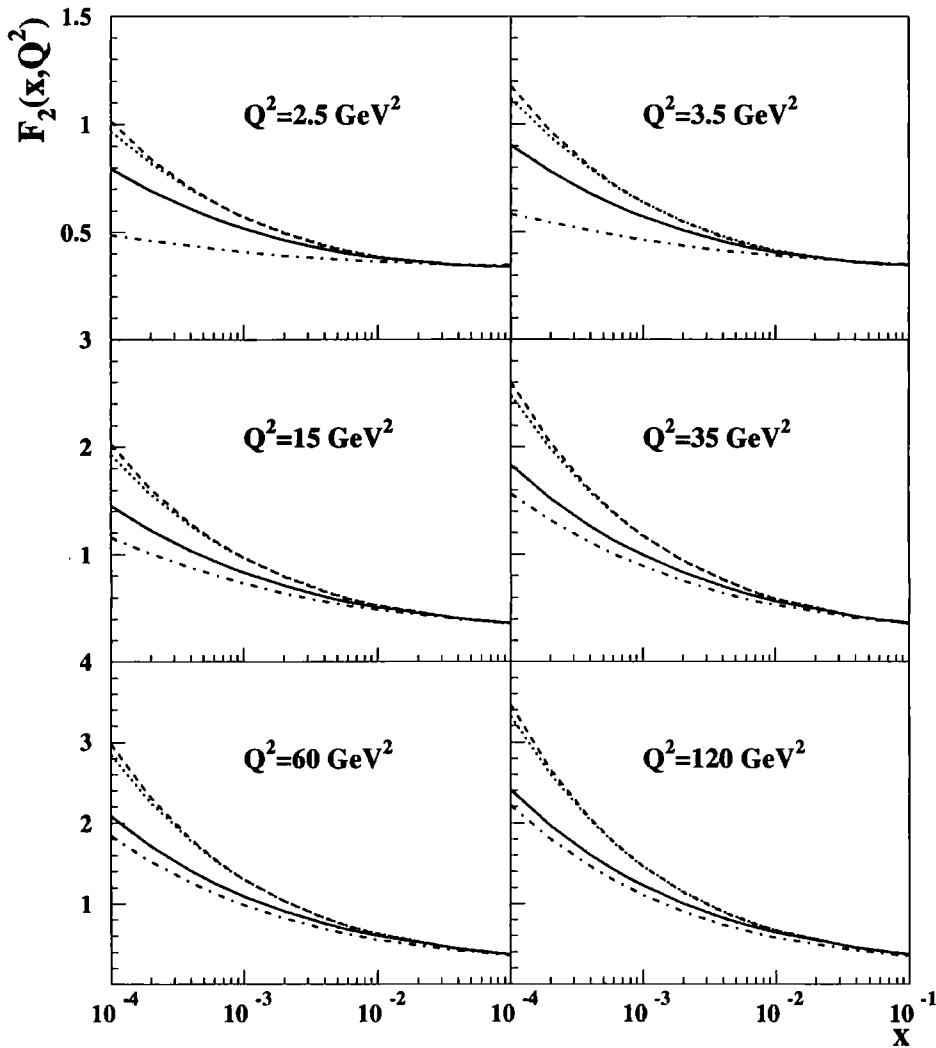 F₂(x,Q²)
1.5
1
0.5
Q²=2.5 GeV²
Q²=3.5 GeV²
3
2
1
Q²=15 GeV²
Q²=35 GeV²
4
3
2
1
Q²=60 GeV²
Q²=120 GeV²
10⁻⁴ 10⁻³ 10⁻² 10⁻⁴ 10⁻³ 10⁻² 10⁻¹
X